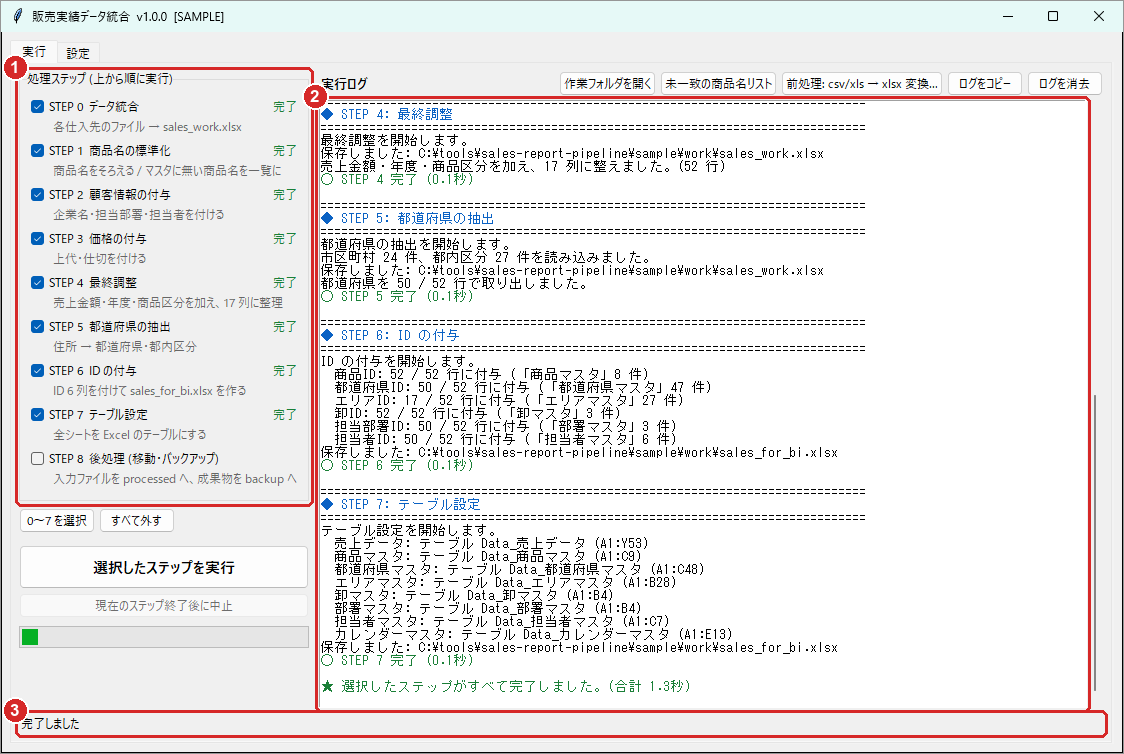 販売実績データ統合 v1.0.0 [SAMPLE]
実行 設定
1
処理ステップ (上から順に実行)
STEP 0 データ統合 完了
各仕入先のファイル → sales_work.xlsx
STEP 1 商品名の標準化 完了
商品名をそろえる / マスタに無い商品名を一覧に
STEP 2 顧客情報の付与 完了
企業名・担当部署・担当者を付ける
STEP 3 価格の付与 完了
上代・仕切を付ける
STEP 4 最終調整 完了
売上金額・年度・商品区分を加え、17 列に整理
STEP 5 都道府県の抽出 完了
住所 → 都道府県・都内区分
STEP 6 ID の付与 完了
ID 6 列を付けて sales_for_bi.xlsx を作る
STEP 7 テーブル設定 完了
全シートを Excel のテーブルにする
STEP 8 後処理 (移動・バックアップ)
入力ファイルを processed へ、成果物を backup へ
0～7 を選択 すべて外す
選択したステップを実行
現在のステップ終了後に中止
2
実行ログ 作業フォルダを開く 未一致の商品名リスト 前処理: csv/xls → xlsx 変換... ログをコピー ログを消去
==============================================================================
◆ STEP 4: 最終調整
==============================================================================
最終調整を開始します。
保存しました: C:¥tools¥sales-report-pipeline¥sample¥work¥sales_work.xlsx
売上金額・年度・商品区分を加え、17 列に整えました。(52 行)
○ STEP 4 完了 (0.1秒)
==============================================================================
◆ STEP 5: 都道府県の抽出
==============================================================================
都道府県の抽出を開始します。
市区町村 24 件、都内区分 27 件を読み込みました。
保存しました: C:¥tools¥sales-report-pipeline¥sample¥work¥sales_work.xlsx
都道府県を 50 / 52 行で取り出しました。
○ STEP 5 完了 (0.1秒)
==============================================================================
◆ STEP 6: ID の付与
==============================================================================
ID の付与を開始します。
商品ID: 52 / 52 行に付与 (「商品マスタ」8 件)
都道府県ID: 50 / 52 行に付与 (「都道府県マスタ」47 件)
エリアID: 17 / 52 行に付与 (「エリアマスタ」27 件)
卸ID: 52 / 52 行に付与 (「卸マスタ」3 件)
担当部署ID: 50 / 52 行に付与 (「部署マスタ」3 件)
担当者ID: 50 / 52 行に付与 (「担当者マスタ」6 件)
保存しました: C:¥tools¥sales-report-pipeline¥sample¥work¥sales_for_bi.xlsx
○ STEP 6 完了 (0.1秒)
==============================================================================
◆ STEP 7: テーブル設定
==============================================================================
テーブル設定を開始します。
売上データ: テーブル Data_売上データ (A1:Y53)
商品マスタ: テーブル Data_商品マスタ (A1:C9)
都道府県マスタ: テーブル Data_都道府県マスタ (A1:C48)
エリアマスタ: テーブル Data_エリアマスタ (A1:B28)
卸マスタ: テーブル Data_卸マスタ (A1:B4)
部署マスタ: テーブル Data_部署マスタ (A1:B4)
担当者マスタ: テーブル Data_担当者マスタ (A1:C7)
カレンダーマスタ: テーブル Data_カレンダーマスタ (A1:E13)
保存しました: C:¥tools¥sales-report-pipeline¥sample¥work¥sales_for_bi.xlsx
○ STEP 7 完了 (0.1秒)
★ 選択したステップがすべて完了しました。(合計 1.3秒)
3
完了しました